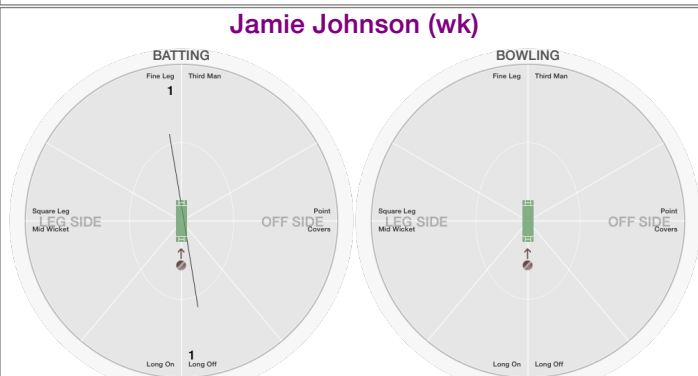 Jamie Johnson (wk)
BATTING
Fine Leg Third Man
1
Square Leg
LEG SIDE
Mid Wicket
Point
OFF SIDE
Covers
1
Long On Long Off
BOWLING
Fine Leg Third Man
Square Leg
LEG SIDE
Mid Wicket
Point
OFF SIDE
Covers
Long On Long Off